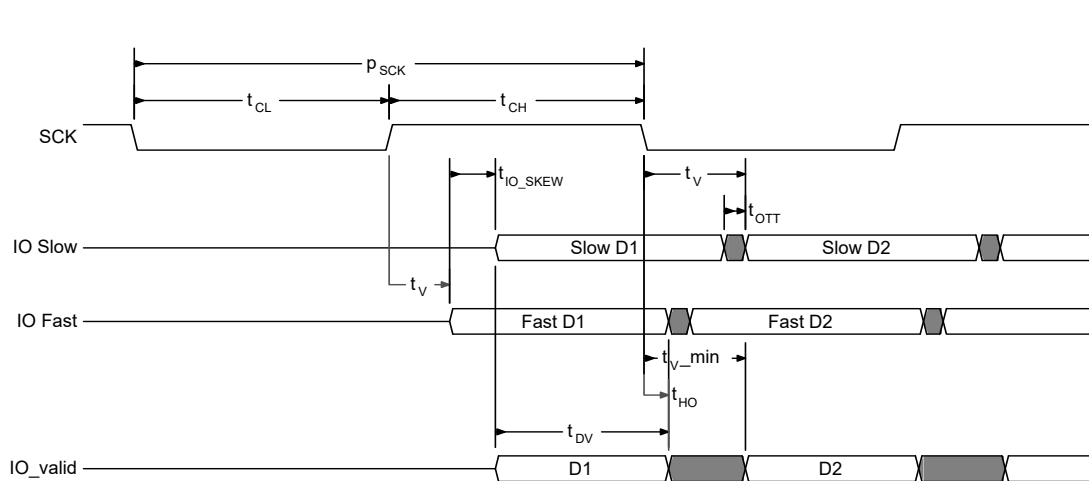 pSCK
tCL
tCH
SCK
tIO_SKEW
tV
tOTT
IO Slow
Slow D1
Slow D2
tV
IO Fast
Fast D1
Fast D2
tV_min
tHO
tDV
IO_valid
D1
D2